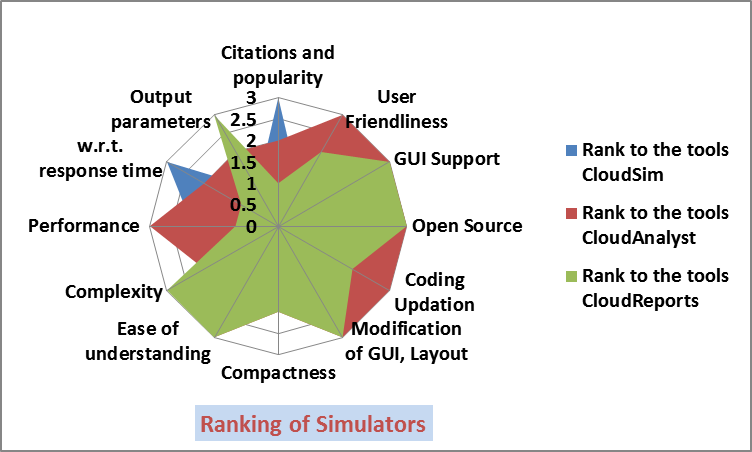 Citations and
popularity
Output
parameters
User
Friendliness
w.r.t.
response time
GUI Support
Performance
Open Source
Complexity
Coding
Updation
Ease of
understanding
Modification
of GUI, Layout
Compactness
3
2.5
2
1.5
1
0.5
0
Rank to the tools
CloudSim
Rank to the tools
CloudAnalyst
Rank to the tools
CloudReports
Ranking of Simulators